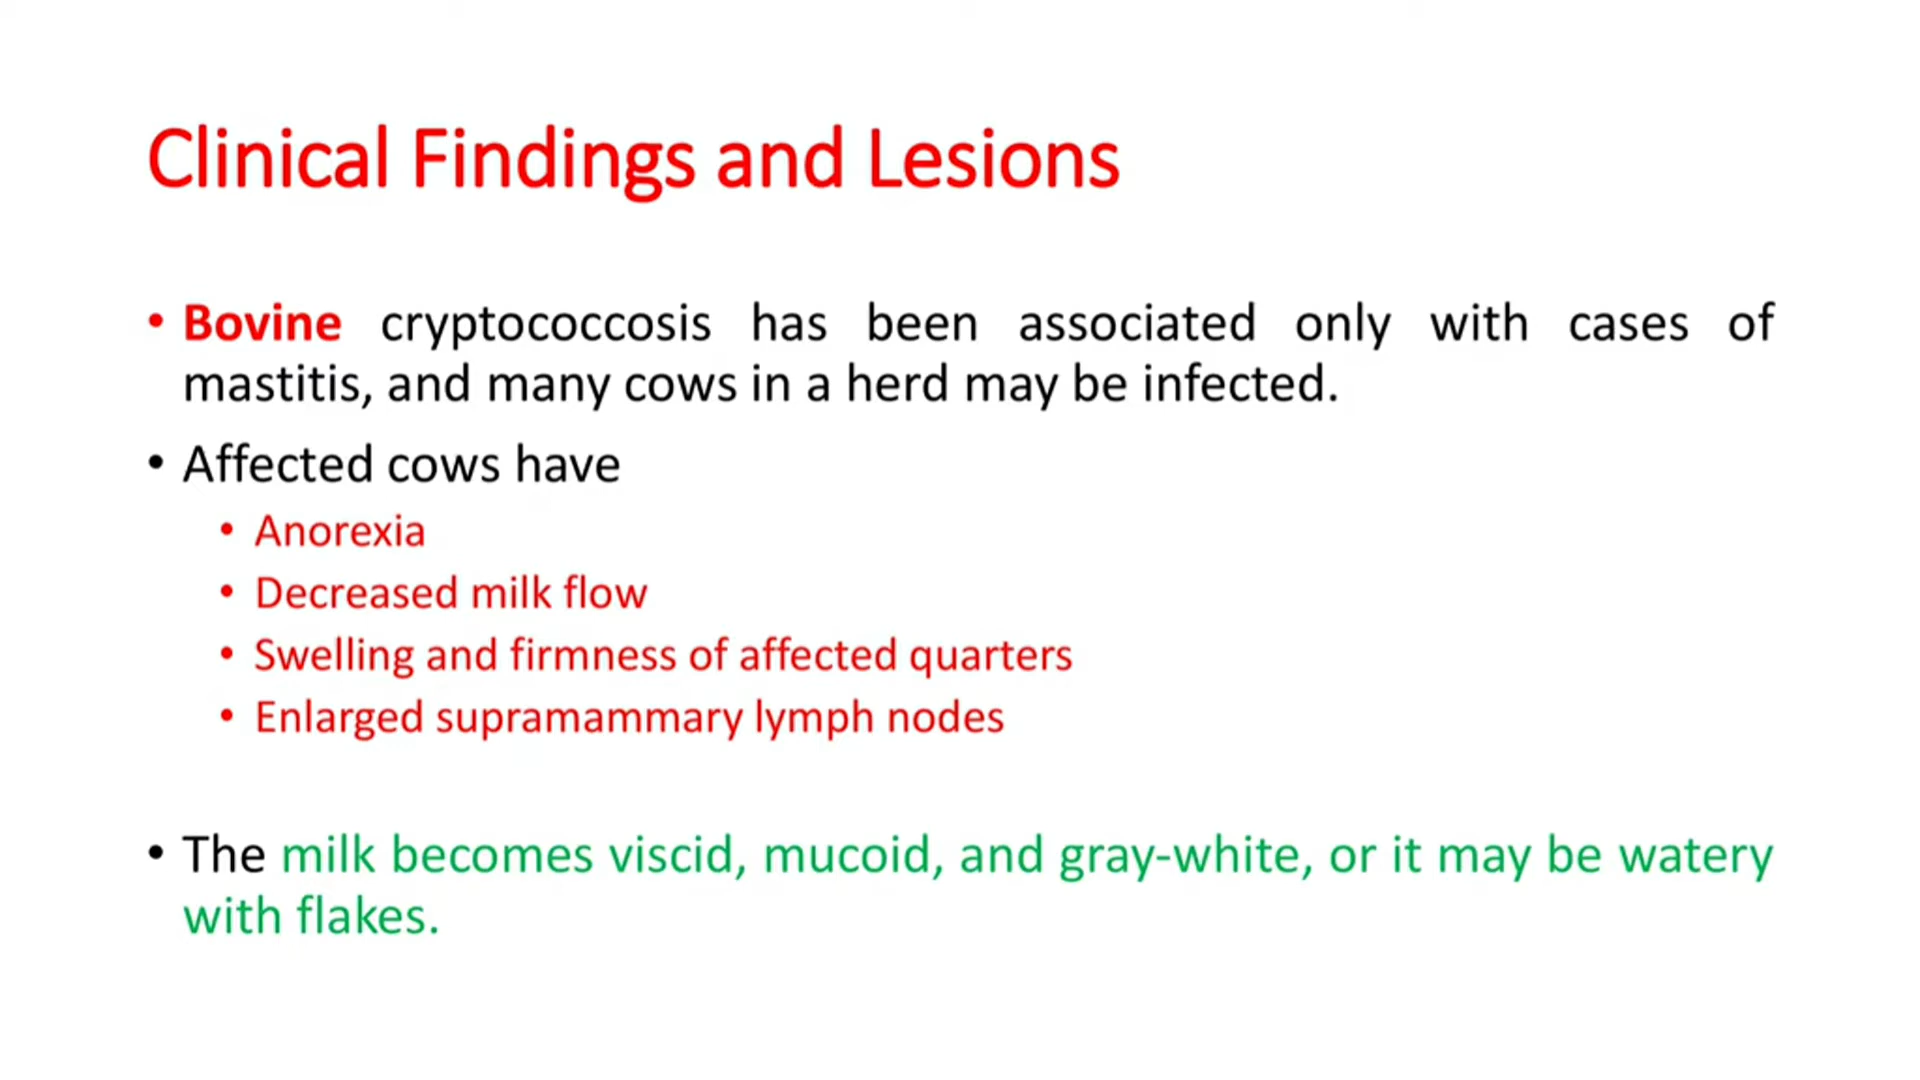 Clinical Findings and Lesions
• Bovine cryptococcosis has been associated only with cases of
mastitis, and many cows in a herd may be infected.
• Affected cows have
• Anorexia
• Decreased milk flow
• Swelling and firmness of affected quarters
• Enlarged supramammary lymph nodes
• The milk becomes viscid, mucoid, and gray-white, or it may be watery
with flakes.